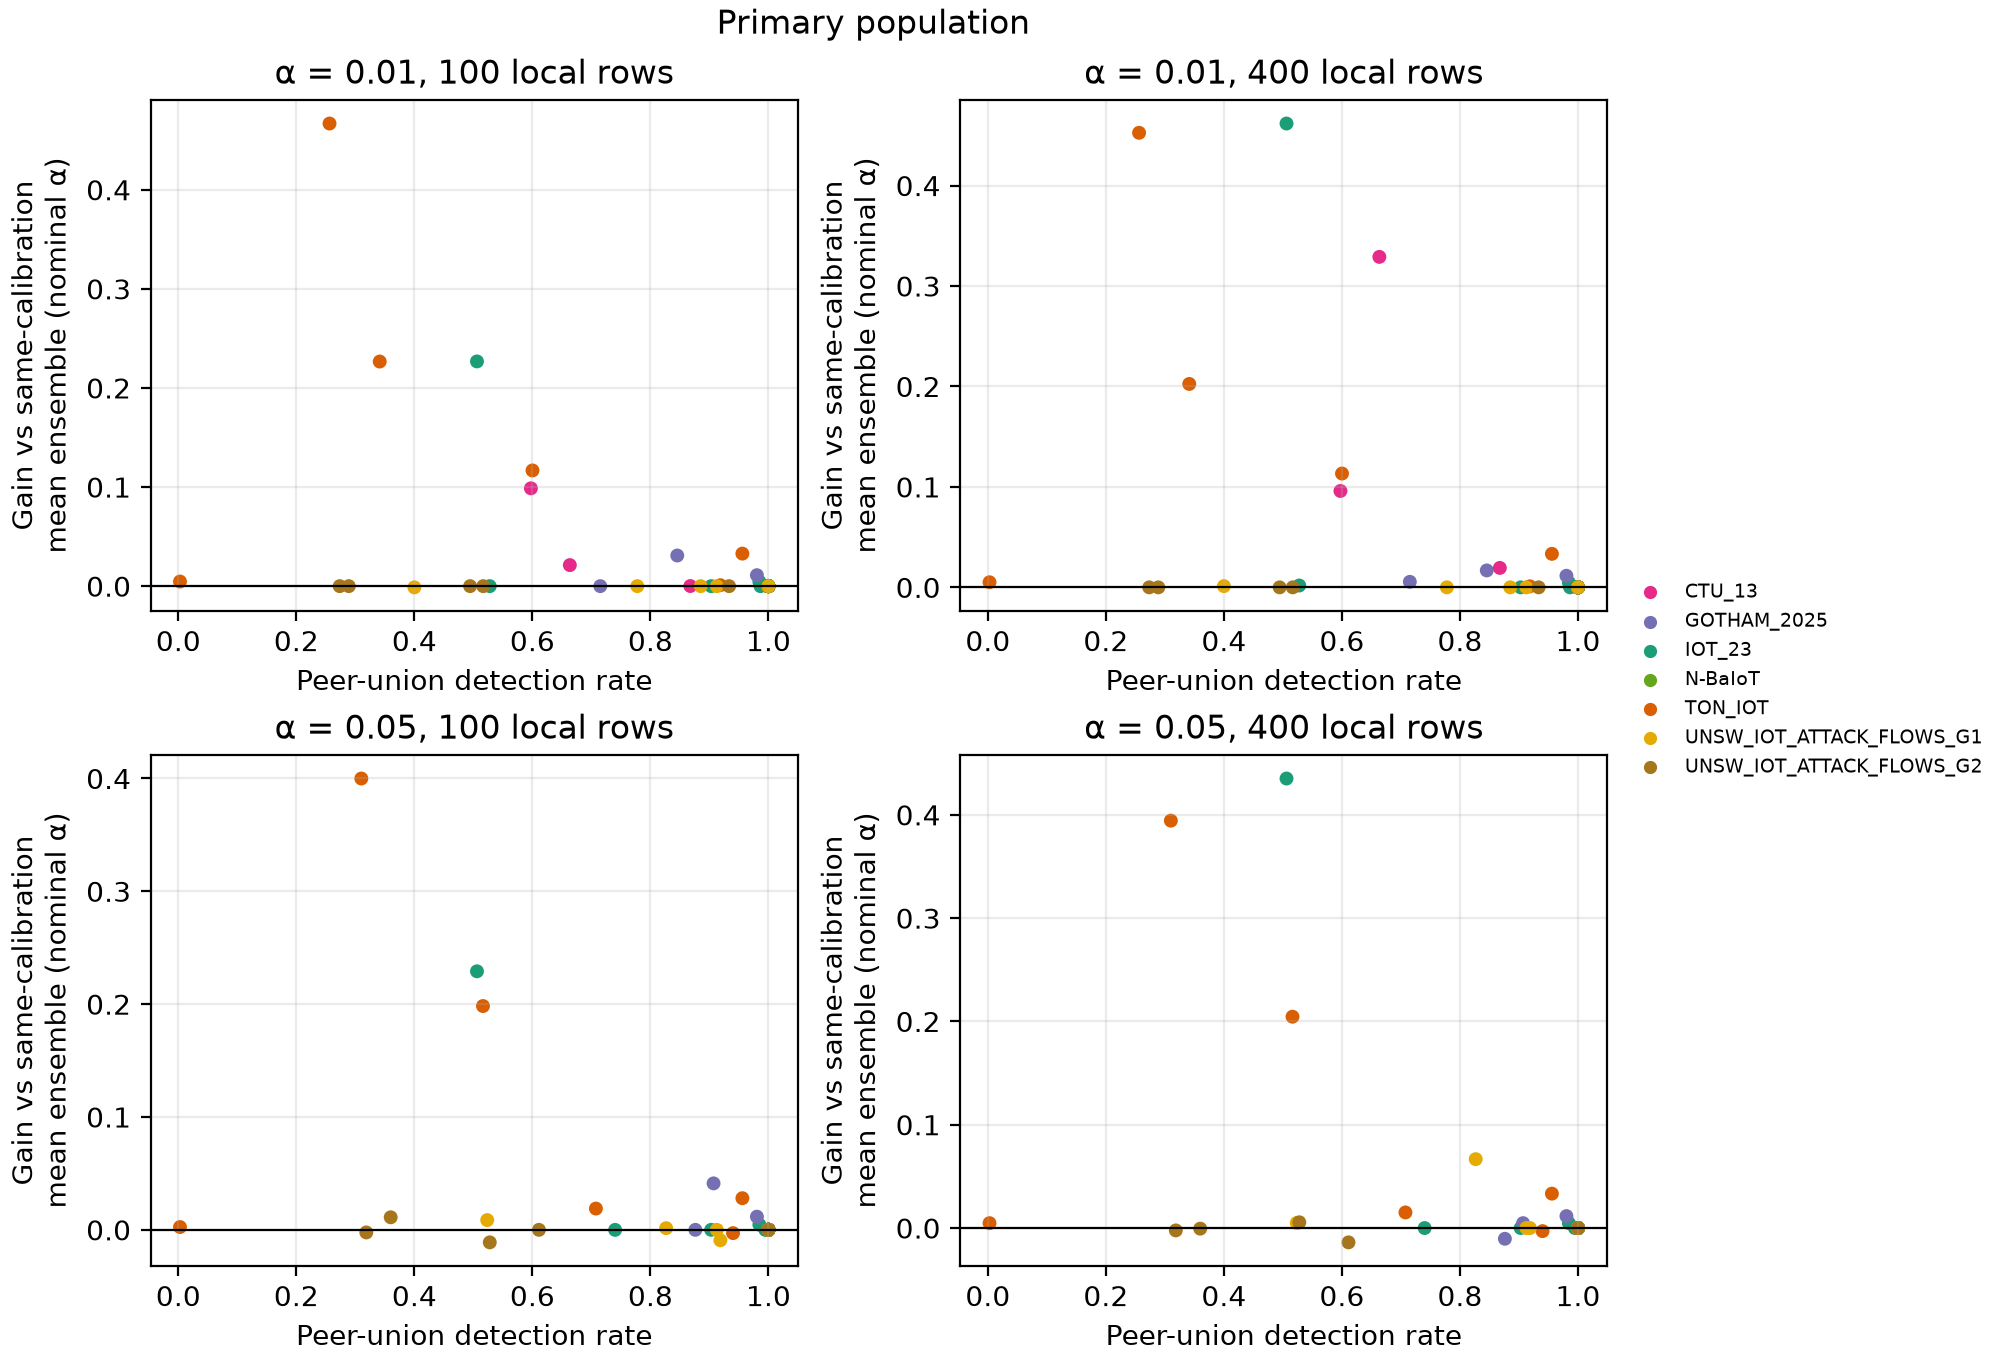 Primary population
α = 0.01, 100 local rows
Gain vs same-calibration
mean ensemble (nominal α)
0.4
0.3
0.2
0.1
0.0
0.0 0.2 0.4 0.6 0.8 1.0
Peer-union detection rate
α = 0.01, 400 local rows
Gain vs same-calibration
mean ensemble (nominal α)
0.4
0.3
0.2
0.1
0.0
0.0 0.2 0.4 0.6 0.8 1.0
Peer-union detection rate
α = 0.05, 100 local rows
Gain vs same-calibration
mean ensemble (nominal α)
0.4
0.3
0.2
0.1
0.0
0.0 0.2 0.4 0.6 0.8 1.0
Peer-union detection rate
α = 0.05, 400 local rows
Gain vs same-calibration
mean ensemble (nominal α)
0.4
0.3
0.2
0.1
0.0
0.0 0.2 0.4 0.6 0.8 1.0
Peer-union detection rate
CTU_13
GOTHAM_2025
IOT_23
N-BaIoT
TON_IOT
UNSW_IOT_ATTACK_FLOWS_G1
UNSW_IOT_ATTACK_FLOWS_G2